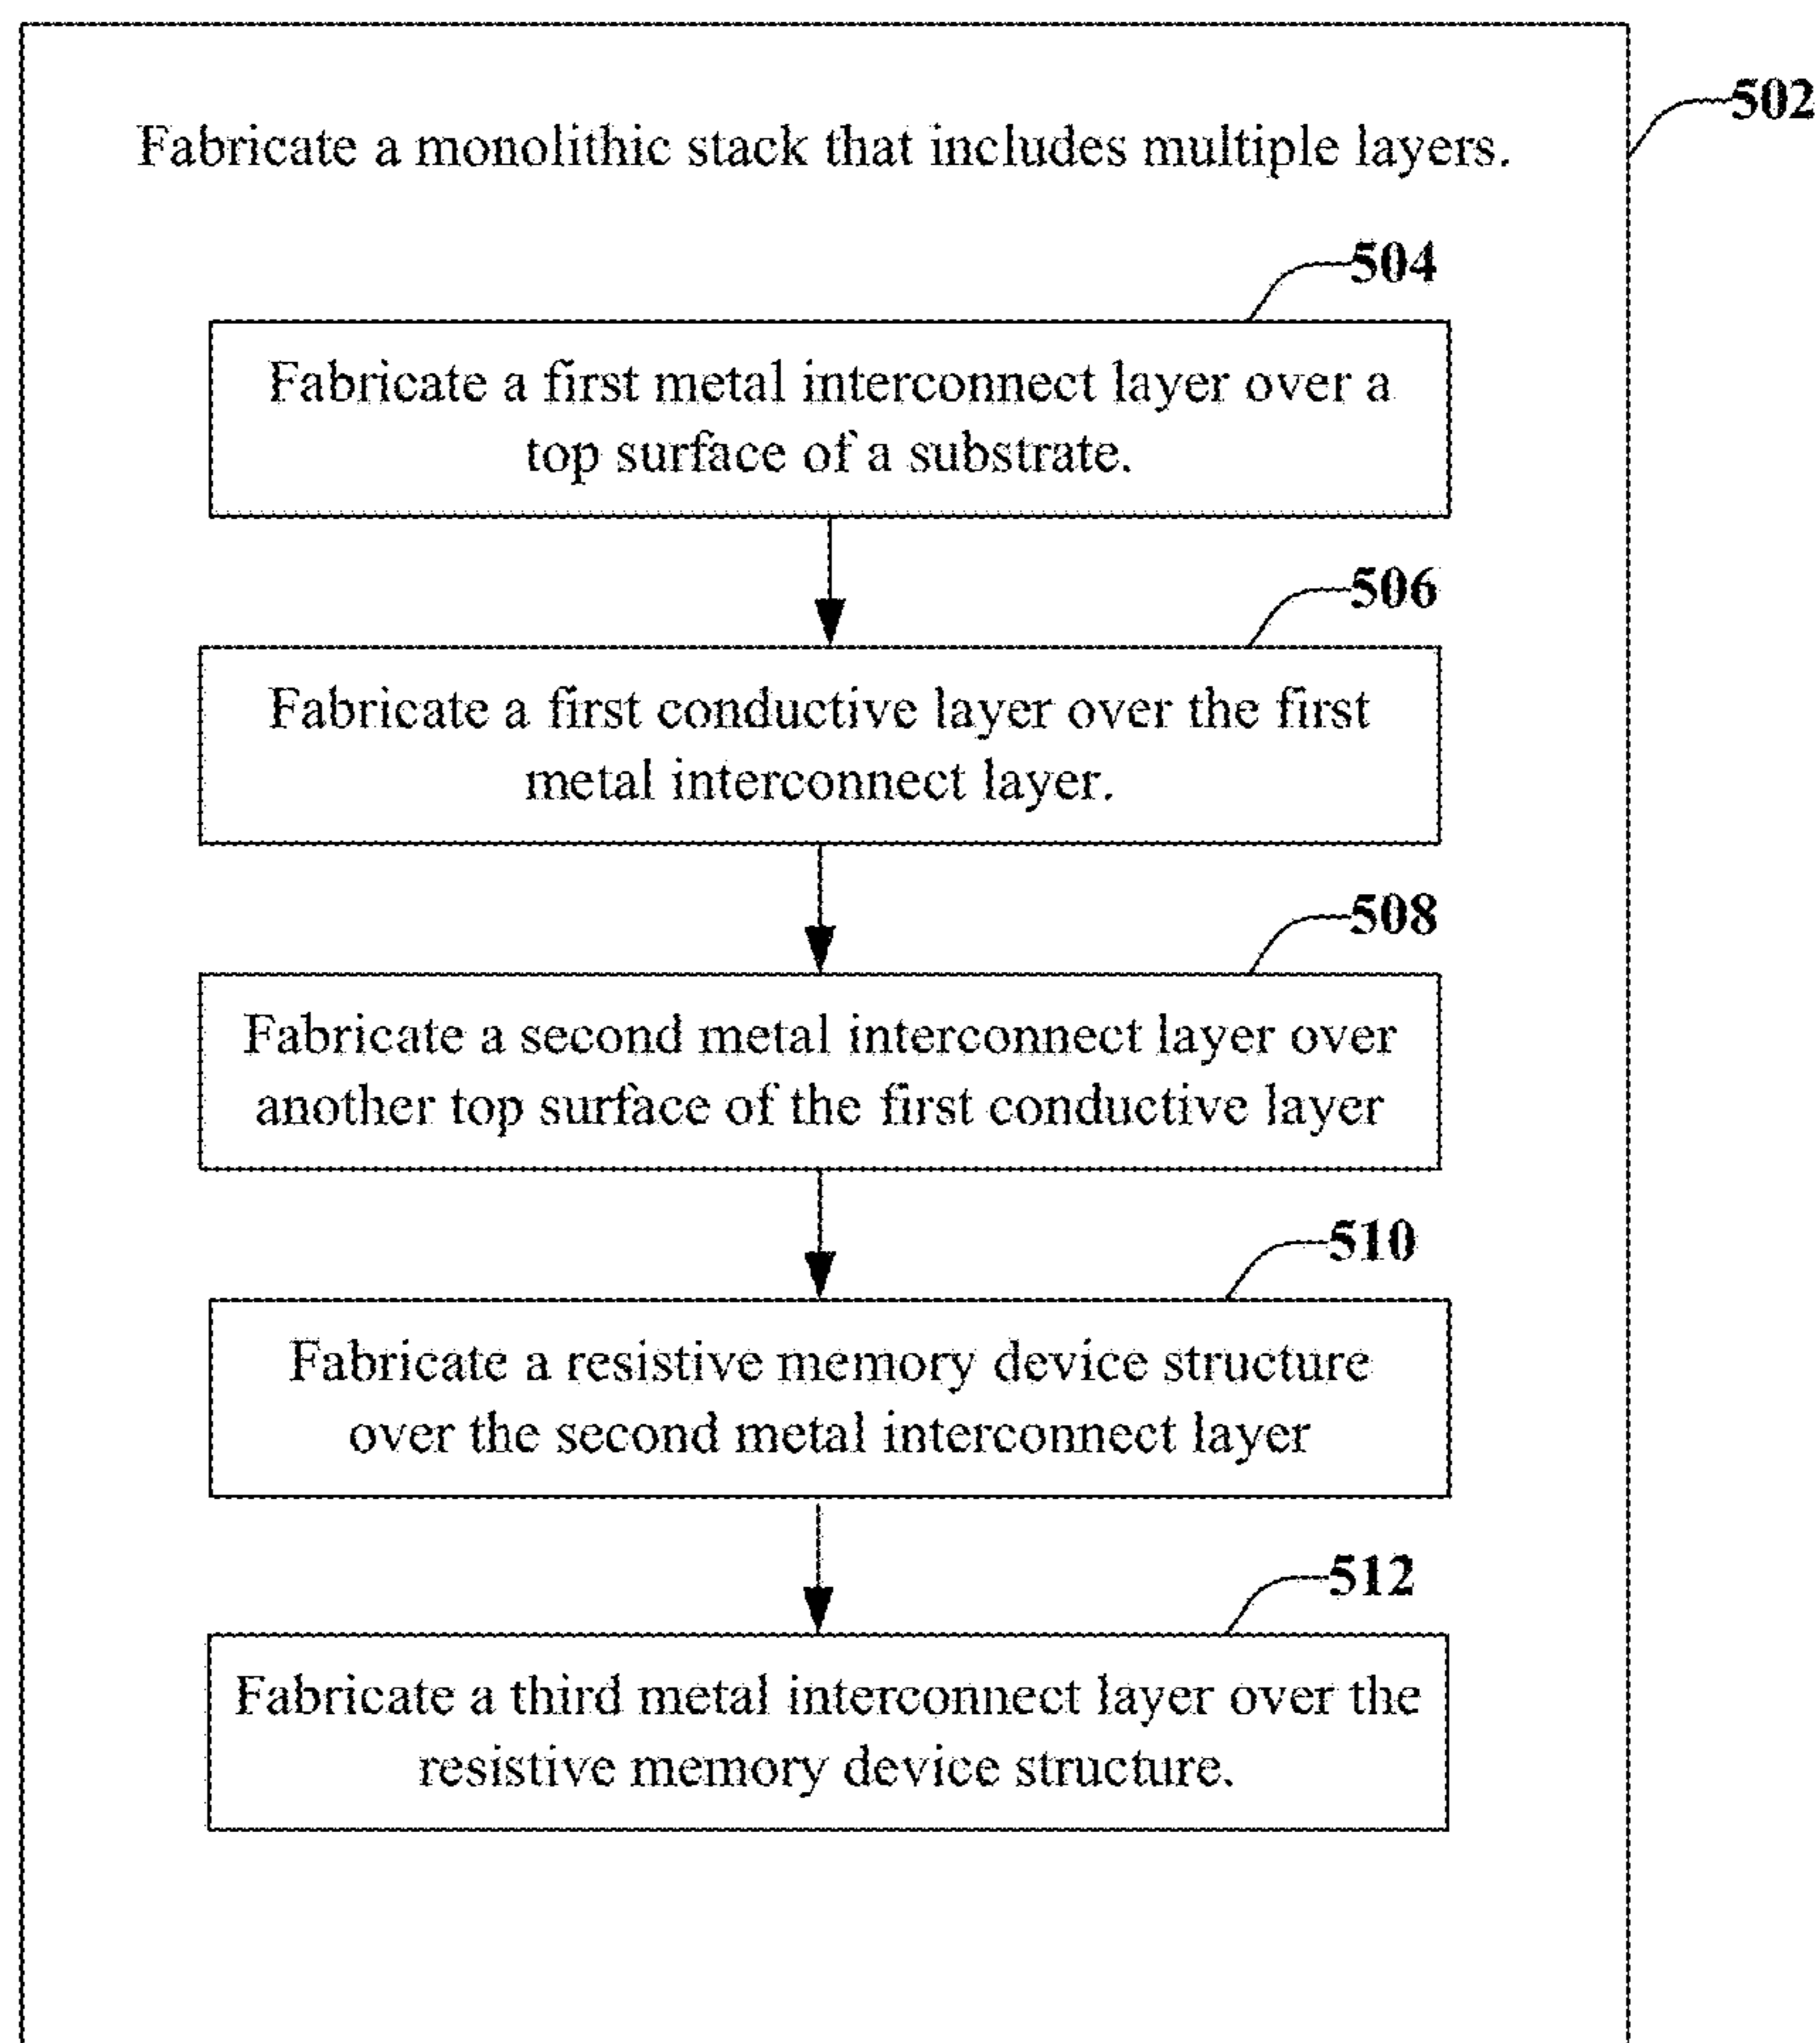 502
Fabricate a monolithic stack that includes multiple layers.
504
Fabricate a first metal interconnect layer over a
top surface of a substrate.
506
Fabricate a first conductive layer over the first
metal interconnect layer.
508
Fabricate a second metal interconnect layer over
another top surface of the first conductive layer
510
Fabricate a resistive memory device structure
over the second metal interconnect layer
512
Fabricate a third metal interconnect layer over the
resistive memory device structure.